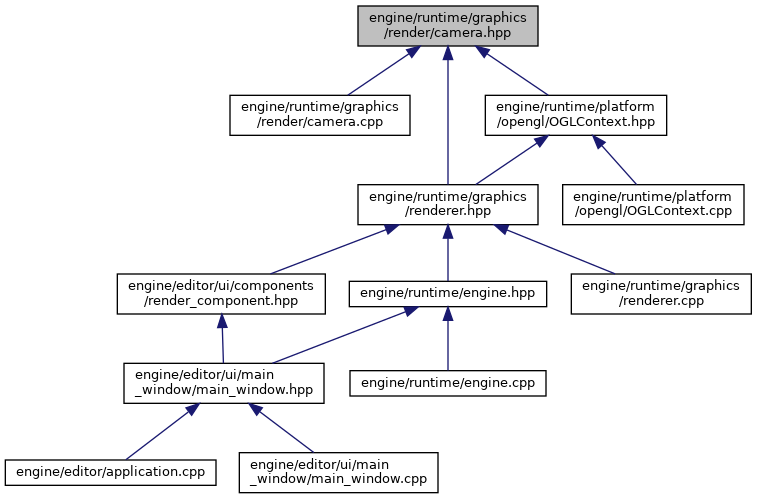 engine/runtime/graphics
/render/camera.hpp
engine/runtime/graphics
/render/camera.cpp
engine/runtime/platform
/opengl/OGLContext.hpp
engine/runtime/graphics
/renderer.hpp
engine/runtime/platform
/opengl/OGLContext.cpp
engine/editor/ui/components
/render_component.hpp
engine/runtime/engine.hpp
engine/runtime/graphics
/renderer.cpp
engine/editor/ui/main
_window/main_window.hpp
engine/runtime/engine.cpp
engine/editor/application.cpp
engine/editor/ui/main
_window/main_window.cpp